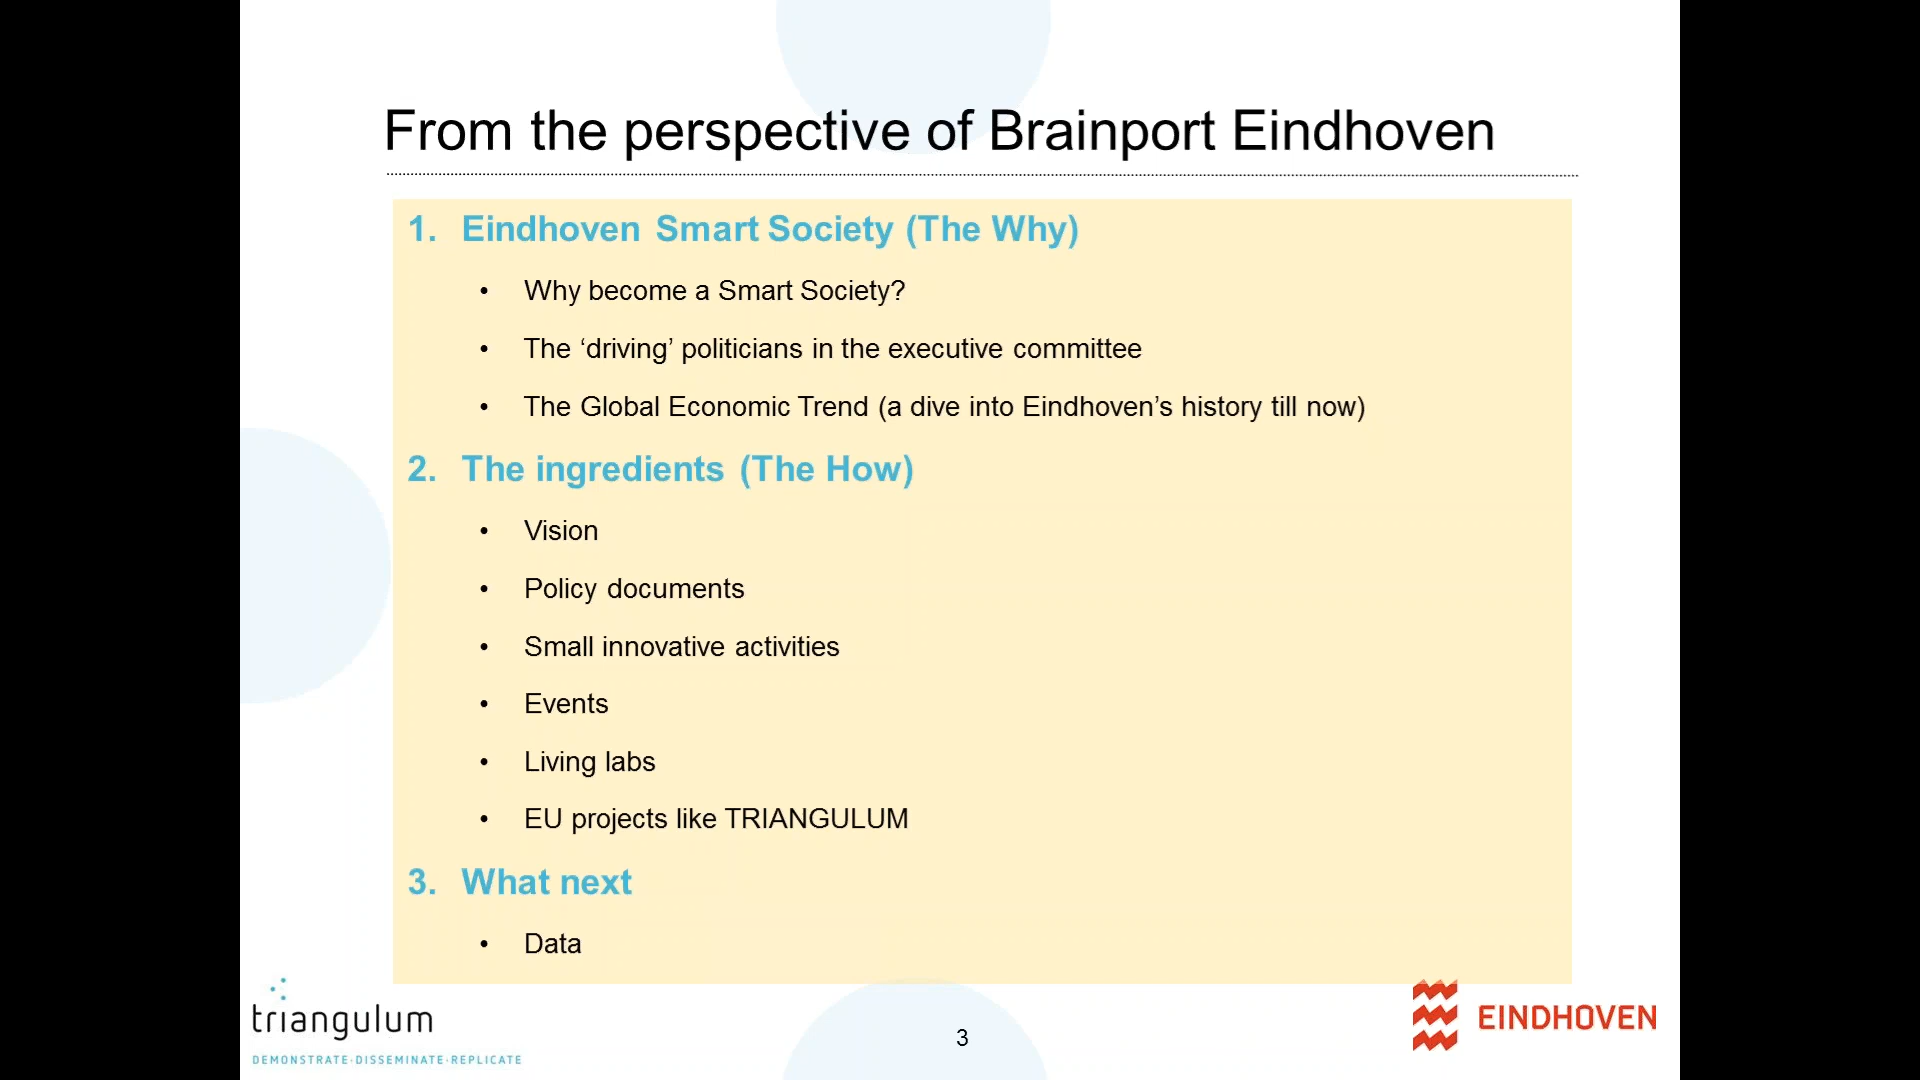 From the perspective of Brainport Eindhoven
1. Eindhoven Smart Society (The Why)
• Why become a Smart Society?
• The ‘driving’ politicians in the executive committee
• The Global Economic Trend (a dive into Eindhoven’s history till now)
2. The ingredients (The How)
• Vision
• Policy documents
• Small innovative activities
• Events
• Living labs
• EU projects like TRIANGULUM
3. What next
• Data
triangulum
DEMONSTRATE·DISSEMINATE·REPLICATE
3
EINDHOVEN